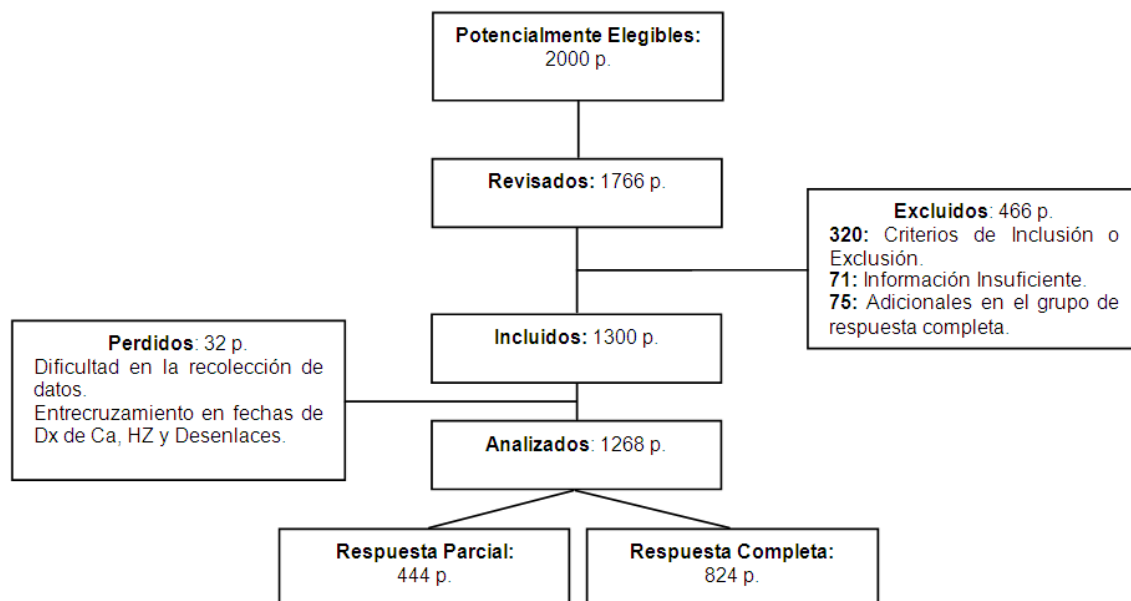 Potencialmente Elegibles:
2000 p.
Revisados: 1766 p.
Excluidos: 466 p.
320: Criterios de Inclusión o
Exclusión.
71: Información Insuficiente.
75: Adicionales en el grupo de
respuesta completa.
Incluidos: 1300 p.
Perdidos: 32 p.
Dificultad en la recolección de
datos.
Entrecruzamiento en fechas de
Dx de Ca, HZ y Desenlaces.
Analizados: 1268 p.
Respuesta Parcial:
444 p.
Respuesta Completa:
824 p.